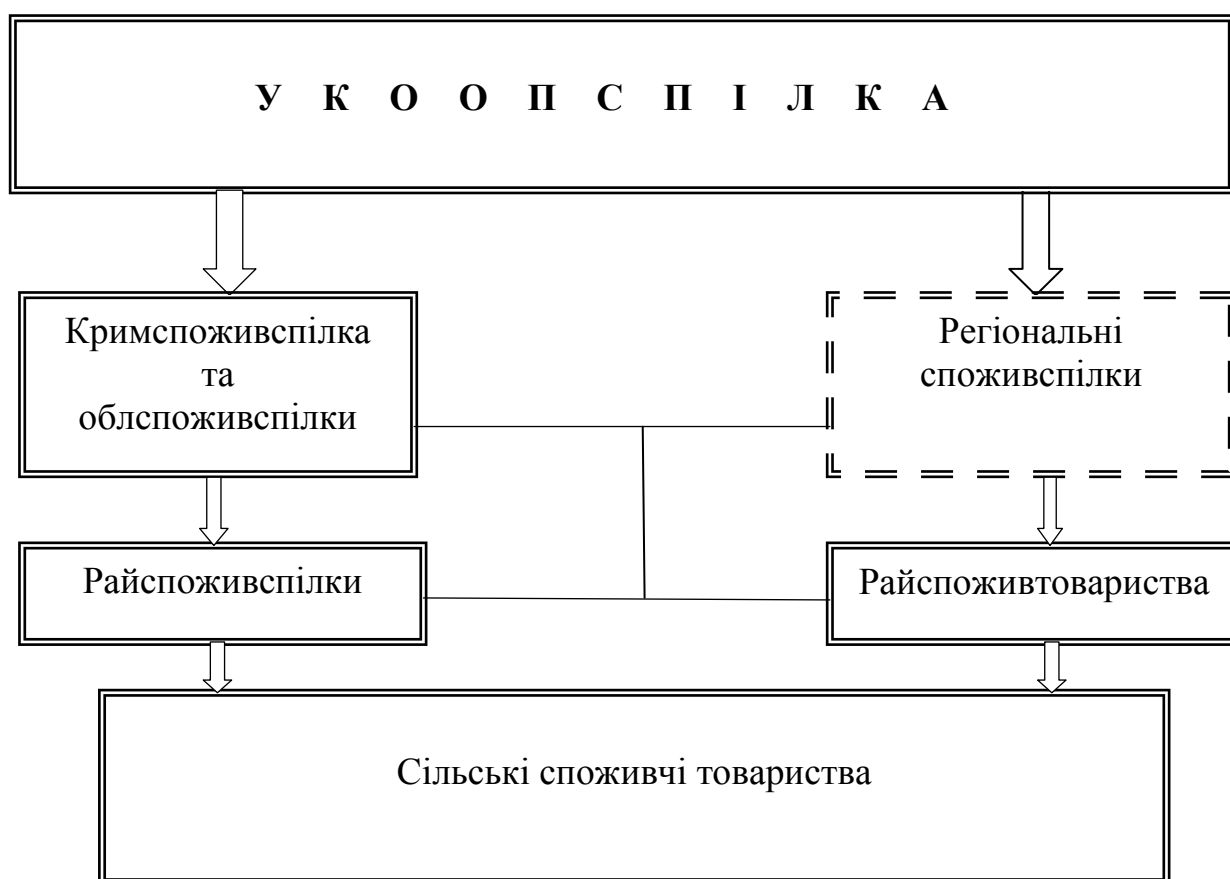 У К О О П С П І Л К А
Кримспоживспілка
та
облспоживспілки
Регіональні
споживспілки
Райспоживспілки
Райспоживтовариства
Сільські споживчі товариства